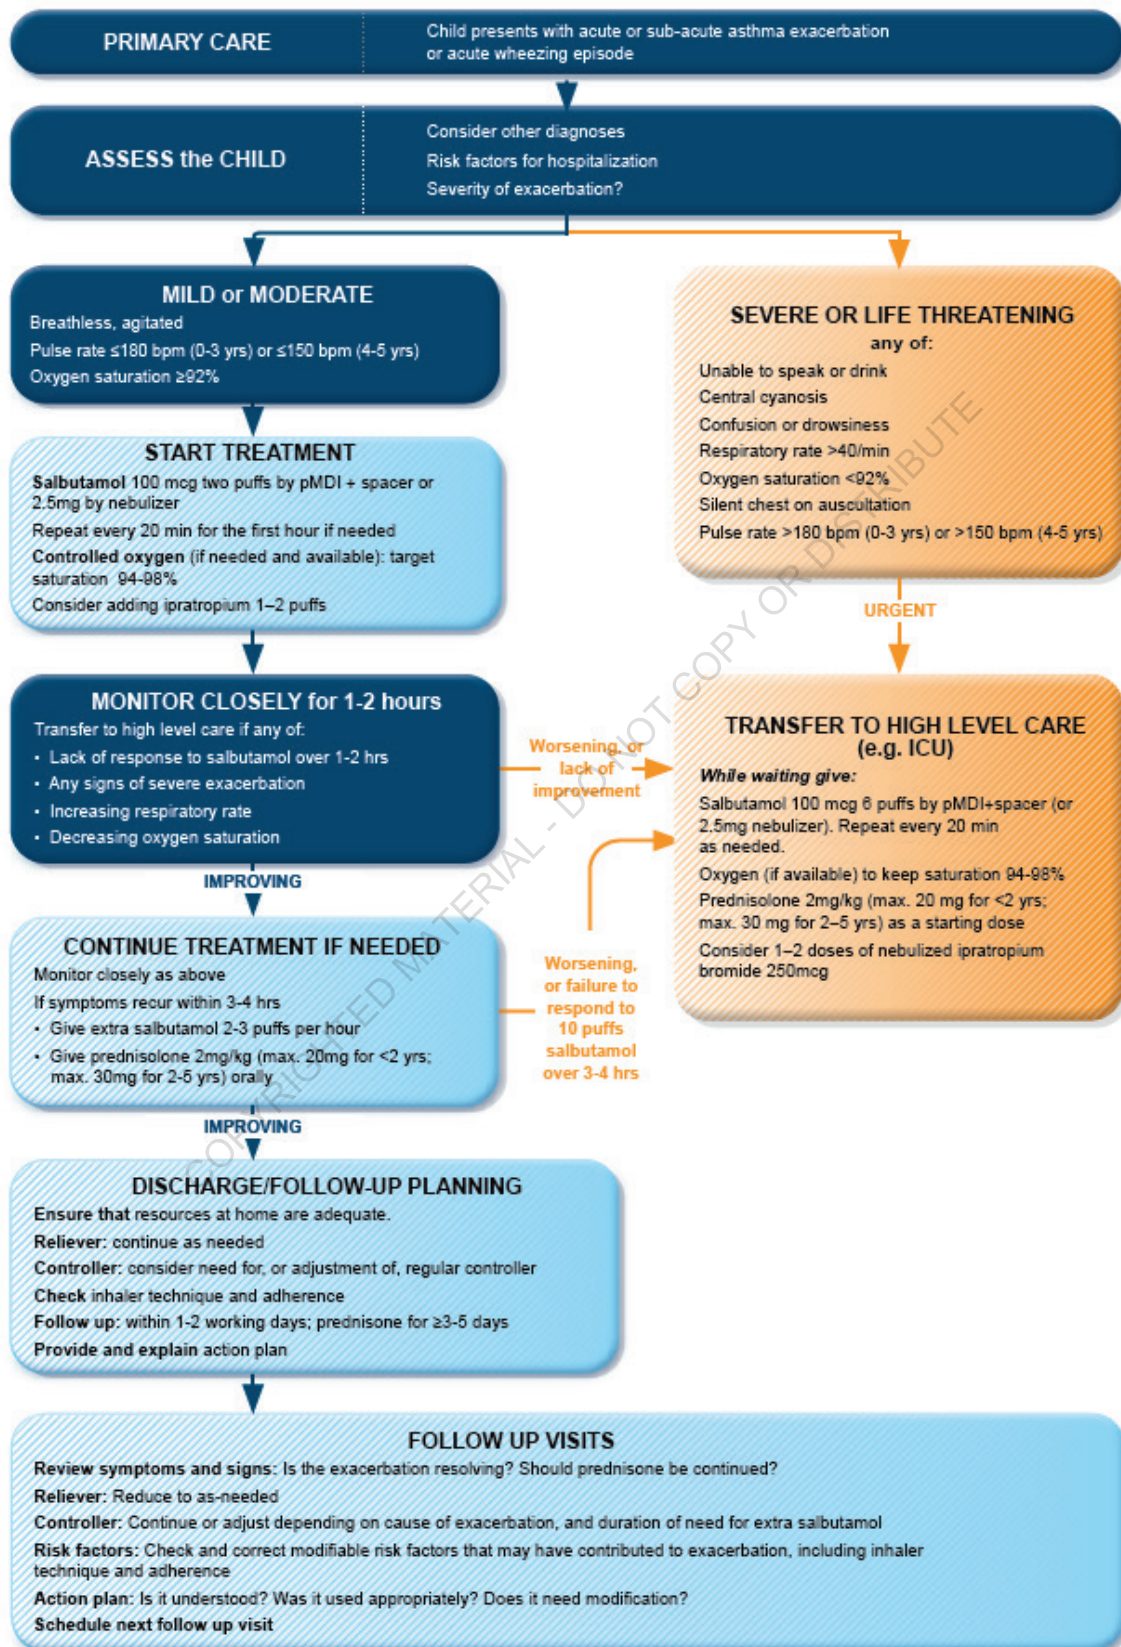 PRIMARY CARE
Child presents with acute or sub-acute asthma exacerbation
or acute wheezing episode
ASSESS the CHILD
Consider other diagnoses
Risk factors for hospitalization
Severity of exacerbation?
MILD or MODERATE
Breathless, agitated
Pulse rate ≤180 bpm (0-3 yrs) or ≤150 bpm (4-5 yrs)
Oxygen saturation ≥92%
SEVERE OR LIFE THREATENING
any of:
Unable to speak or drink
Central cyanosis
Confusion or drowsiness
Respiratory rate >40/min
Oxygen saturation <92%
Silent chest on auscultation
Pulse rate >180 bpm (0-3 yrs) or >150 bpm (4-5 yrs)
START TREATMENT
Salbutamol 100 mcg two puffs by pMDI + spacer or
2.5mg by nebulizer
Repeat every 20 min for the first hour if needed
Controlled oxygen (if needed and available): target
saturation 94-98%
Consider adding ipratropium 1–2 puffs
URGENT
MONITOR CLOSELY for 1-2 hours
Transfer to high level care if any of:
• Lack of response to salbutamol over 1-2 hrs
• Any signs of severe exacerbation
• Increasing respiratory rate
• Decreasing oxygen saturation
Worsening, or
lack of
improvement
TRANSFER TO HIGH LEVEL CARE
(e.g. ICU)
While waiting give:
Salbutamol 100 mcg 6 puffs by pMDI+spacer (or
2.5mg nebulizer). Repeat every 20 min
as needed.
Oxygen (if available) to keep saturation 94-98%
Prednisolone 2mg/kg (max. 20 mg for <2 yrs;
max. 30 mg for 2–5 yrs) as a starting dose
Consider 1–2 doses of nebulized ipratropium
bromide 250mcg
IMPROVING
CONTINUE TREATMENT IF NEEDED
Monitor closely as above
If symptoms recur within 3-4 hrs
• Give extra salbutamol 2-3 puffs per hour
• Give prednisolone 2mg/kg (max. 20mg for <2 yrs;
max. 30mg for 2-5 yrs) orally
Worsening,
or failure to
respond to
10 puffs
salbutamol
over 3-4 hrs
IMPROVING
DISCHARGE/FOLLOW-UP PLANNING
Ensure that resources at home are adequate.
Reliever: continue as needed
Controller: consider need for, or adjustment of, regular controller
Check inhaler technique and adherence
Follow up: within 1-2 working days; prednisone for ≥3-5 days
Provide and explain action plan
FOLLOW UP VISITS
Review symptoms and signs: Is the exacerbation resolving? Should prednisone be continued?
Reliever: Reduce to as-needed
Controller: Continue or adjust depending on cause of exacerbation, and duration of need for extra salbutamol
Risk factors: Check and correct modifiable risk factors that may have contributed to exacerbation, including inhaler
technique and adherence
Action plan: Is it understood? Was it used appropriately? Does it need modification?
Schedule next follow up visit
COPYRIGHTED MATERIAL - DO NOT COPY OR DISTRIBUTE